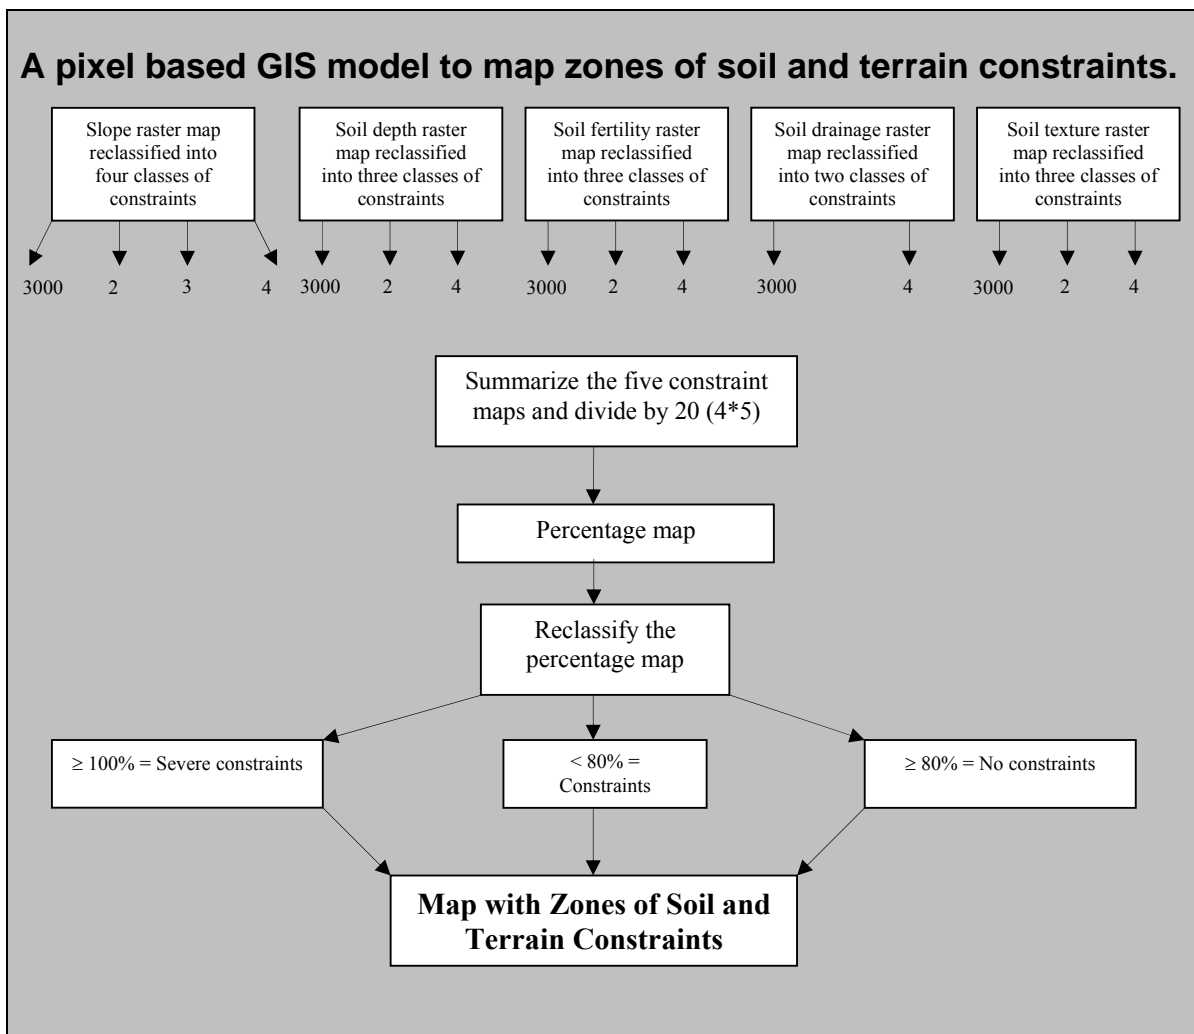 A pixel based GIS model to map zones of soil and terrain constraints.
Slope raster map
reclassified into
four classes of
constraints
Soil depth raster
map reclassified
into three classes of
constraints
Soil fertility raster
map reclassified
into three classes of
constraints
Soil drainage raster
map reclassified
into two classes of
constraints
Soil texture raster
map reclassified
into three classes of
constraints
3000 2 3 4 3000 2 4 3000 2 4 3000 4 3000 2 4
Summarize the five constraint
maps and divide by 20 (4*5)
Percentage map
Reclassify the
percentage map
≥ 100% = Severe constraints
< 80% =
Constraints
≥ 80% = No constraints
Map with Zones of Soil and
Terrain Constraints